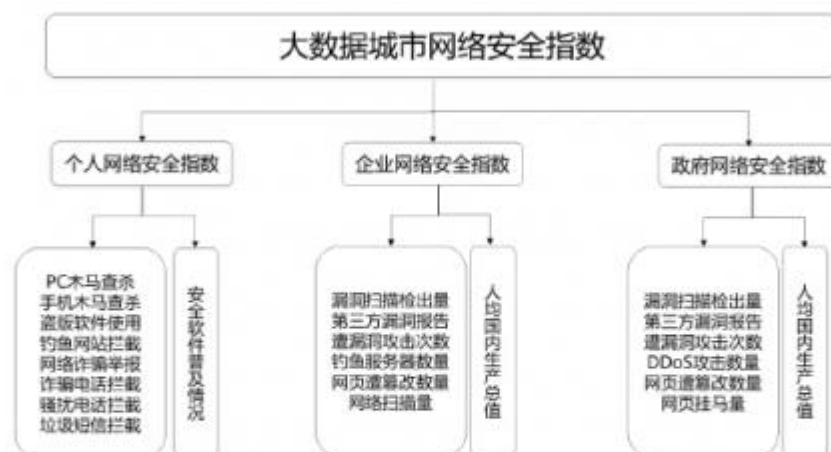 大数据城市网络安全指数
个人网络安全指数
企业网络安全指数
政府网络安全指数
PC木马查杀
手机木马查杀
盗版软件使用
钓鱼网站拦截
网络诈骗举报
诈骗电话拦截
骚扰电话拦截
垃圾短信拦截
安全软件普及情况
漏洞扫描检出量
第三方漏洞报告
遭漏洞攻击次数
钓鱼服务器数量
网页遭篡改数量
网络扫描量
人均国内生产总值
漏洞扫描检出量
第三方漏洞报告
遭漏洞攻击次数
DDoS攻击数量
网页遭篡改数量
网页挂马量
人均国内生产总值